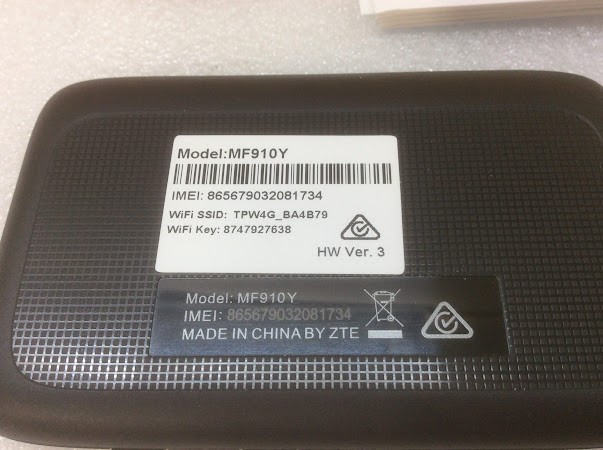 Model:MF910Y
IMEI: 865679032081734
WiFi SSID: TPW4G_BA4B79
WiFi Key: 8747927638
HW Ver. 3
Model: MF910Y
IMEI: 865679032081734
MADE IN CHINA BY ZTE